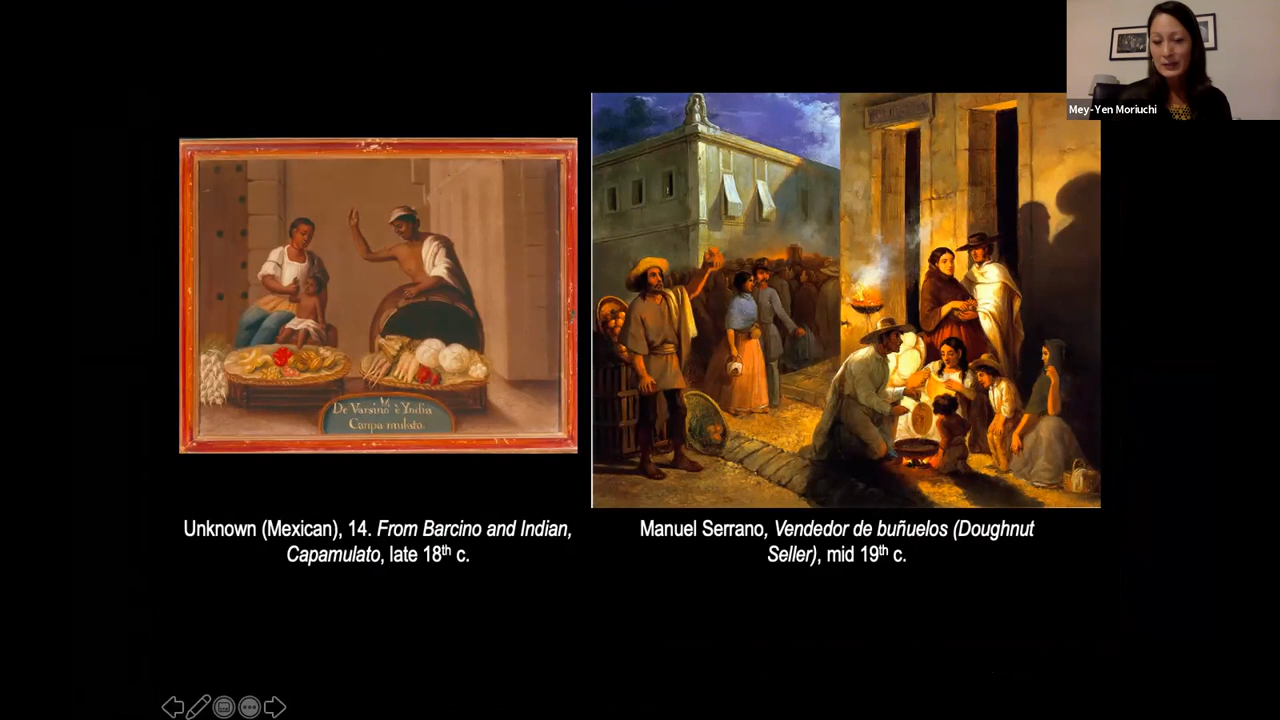 Mey-Yen Moriuchi
De Varsino è Yndia
Canpa mulato.
Unknown (Mexican), 14. From Barcino and Indian,
Capamulato, late 18th c.
Manuel Serrano, Vendedor de buñuelos (Doughnut
Seller), mid 19th c.